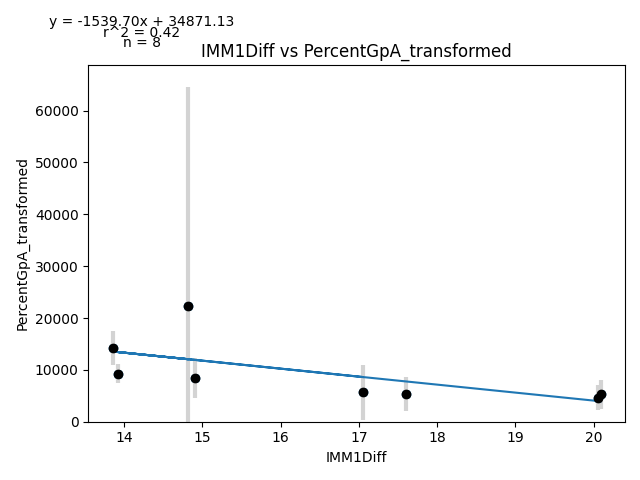 y = -1539.70x + 34871.13
r^2 = 0.42
n = 8
IMM1Diff vs PercentGpA_transformed
PercentGpA_transformed
60000
50000
40000
30000
20000
10000
0
14 15 16 17 18 19 20
IMM1Diff